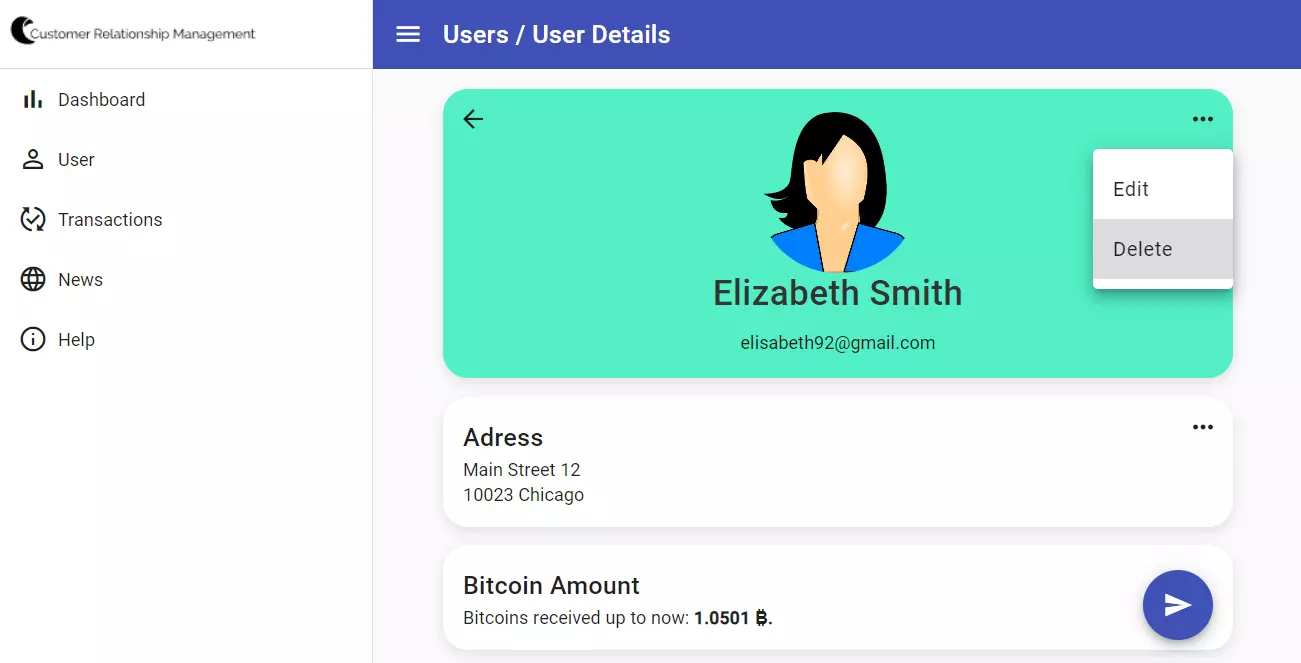 Customer Relationship Management
Users / User Details
Dashboard
User
Transactions
News
Help
Edit
Delete
Elizabeth Smith
elisabeth92@gmail.com
Adress
Main Street 12
10023 Chicago
Bitcoin Amount
Bitcoins received up to now: 1.0501 ₿.